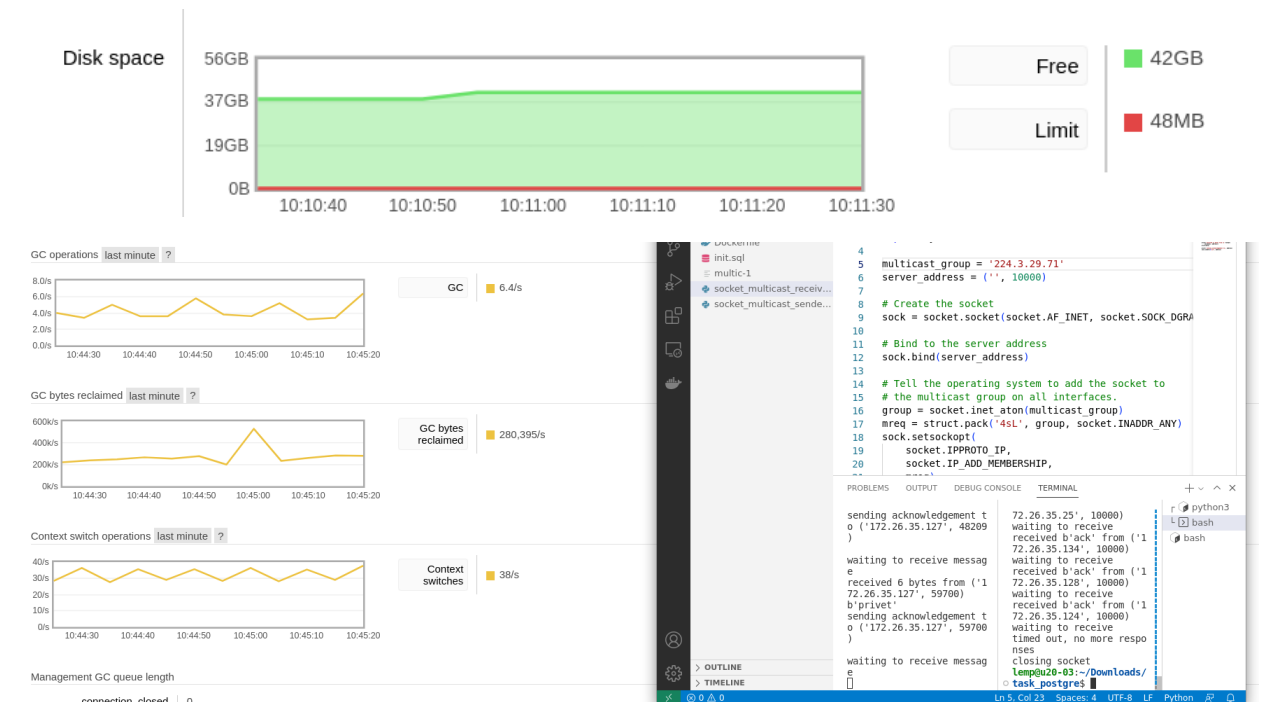 Disk space
56GB
37GB
19GB
0B
10:10:40 10:10:50 10:11:00 10:11:10 10:11:20 10:11:30
Free 42GB
Limit 48MB
GC operations last minute ?
8.0/s
6.0/s
4.0/s
2.0/s
0.0/s
10:44:30 10:44:40 10:44:50 10:45:00 10:45:10 10:45:20
GC 6.4/s
GC bytes reclaimed last minute ?
600k/s
400k/s
200k/s
0k/s
10:44:30 10:44:40 10:44:50 10:45:00 10:45:10 10:45:20
GC bytes
reclaimed
280,395/s
Context switch operations last minute ?
40/s
30/s
20/s
10/s
0/s
10:44:30 10:44:40 10:44:50 10:45:00 10:45:10 10:45:20
Context
switches
38/s
Management GC queue length
connection_closed 0
Dockerfile
init.sql
multic-1
socket_multicast_receiv...
socket_multicast_sende...
OUTLINE
TIMELINE
4
5 multicast_group = '224.3.29.71'
6 server_address = ('', 10000)
7
8 # Create the socket
9 sock = socket.socket(socket.AF_INET, socket.SOCK_DGRA
10
11 # Bind to the server address
12 sock.bind(server_address)
13
14 # Tell the operating system to add the socket to
15 # the multicast group on all interfaces.
16 group = socket.inet_aton(multicast_group)
17 mreq = struct.pack('4sL', group, socket.INADDR_ANY)
18 sock.setsockopt(
19 socket.IPPROTO_IP,
20 socket.IP_ADD_MEMBERSHIP,
PROBLEMS OUTPUT DEBUG CONSOLE TERMINAL
sending acknowledgement t
o ('172.26.35.127', 48209
)
waiting to receive messag
e
received 6 bytes from ('1
72.26.35.127', 59700)
b'privet'
sending acknowledgement t
o ('172.26.35.127', 59700
)
waiting to receive messag
e
72.26.35.25', 10000)
waiting to receive
received b'ack' from ('1
72.26.35.134', 10000)
waiting to receive
received b'ack' from ('1
72.26.35.128', 10000)
waiting to receive
received b'ack' from ('1
72.26.35.124', 10000)
waiting to receive
timed out, no more respo
nses
closing socket
lemp@u20-03:~/Downloads/
task_postgre$
python3
bash
bash
0 0
Ln 5, Col 23 Spaces: 4 UTF-8 LF Python